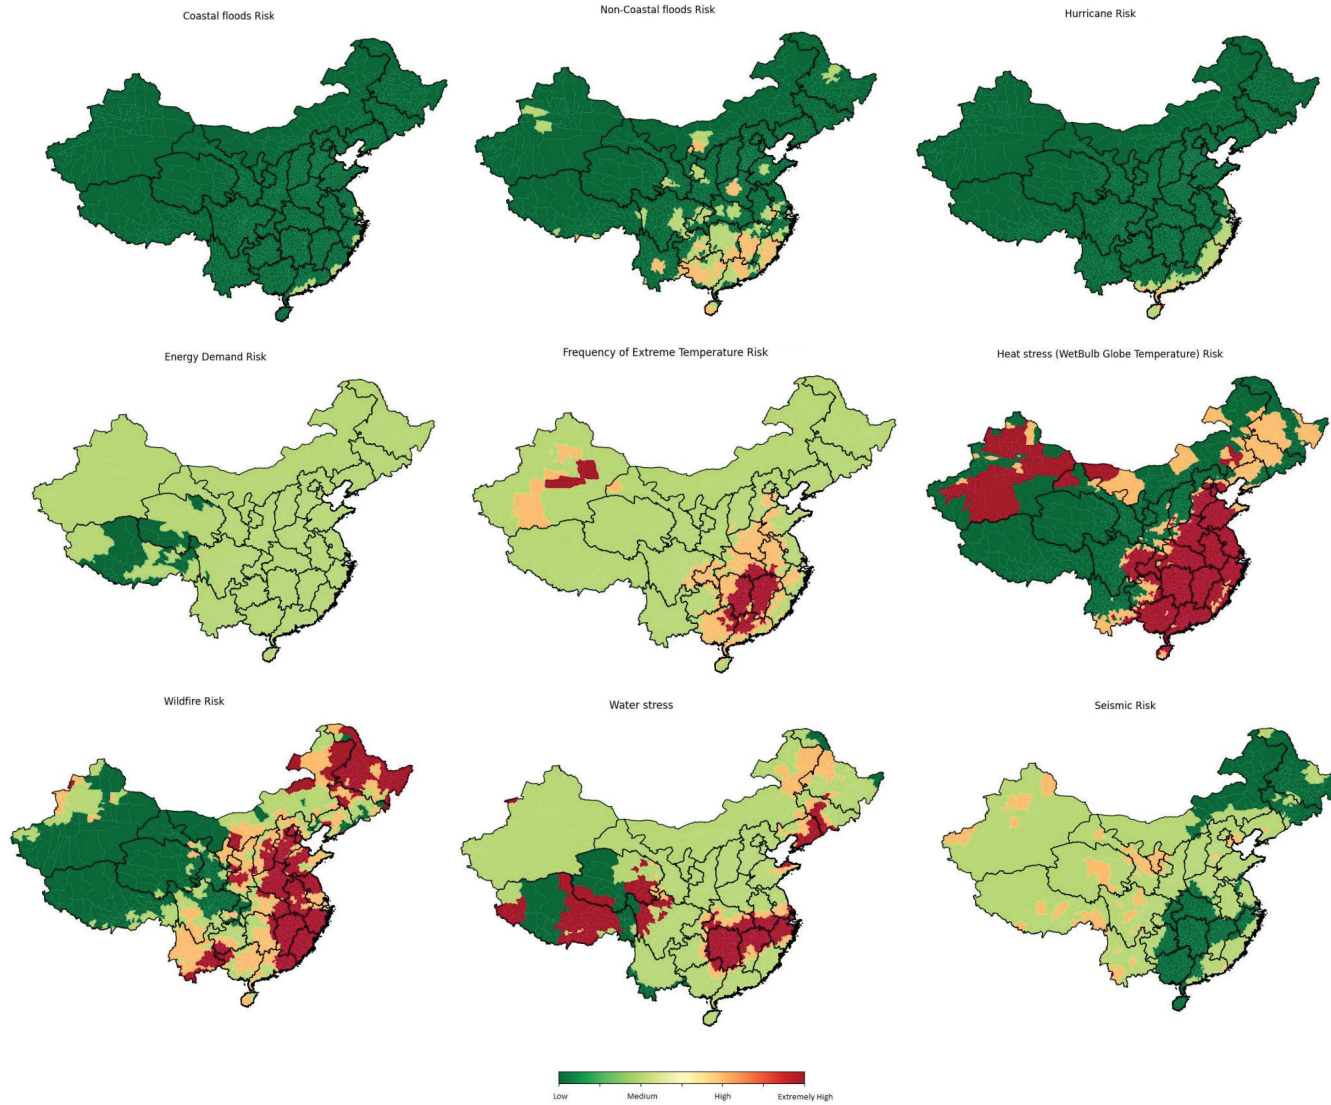 Coastal floods Risk
Non-Coastal floods Risk
Hurricane Risk
Energy Demand Risk
Frequency of Extreme Temperature Risk
Heat stress (WetBulb Globe Temperature) Risk
Wildfire Risk
Water stress
Seismic Risk
Low Medium High Extremely High